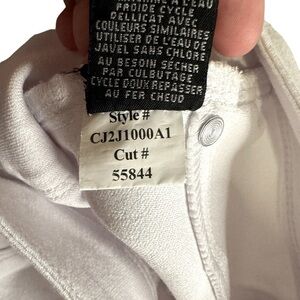 PRODUIT CYCLE
DELLICAT AVEC
COULEURS SIMILAIRES
UTILISER DE L'EAU DE
JAVEL SANS CHLORE
AU BESOIN SÉCHER
PAR CULBUTAGE
CYCLE DOUX REPASSER
AU FER CHEUD
Style #
CJ2J1000A1
Cut #
55844